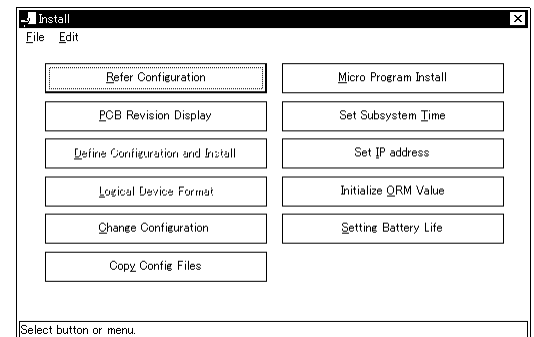 Install
File Edit
Refer Configuration
Micro Program Install
PCB Revision Display
Set Subsystem Time
Define Configuration and Install
Set IP address
Logical Device Format
Initialize ORM Value
Change Configuration
Setting Battery Life
Copy Config Files
Select button or menu.